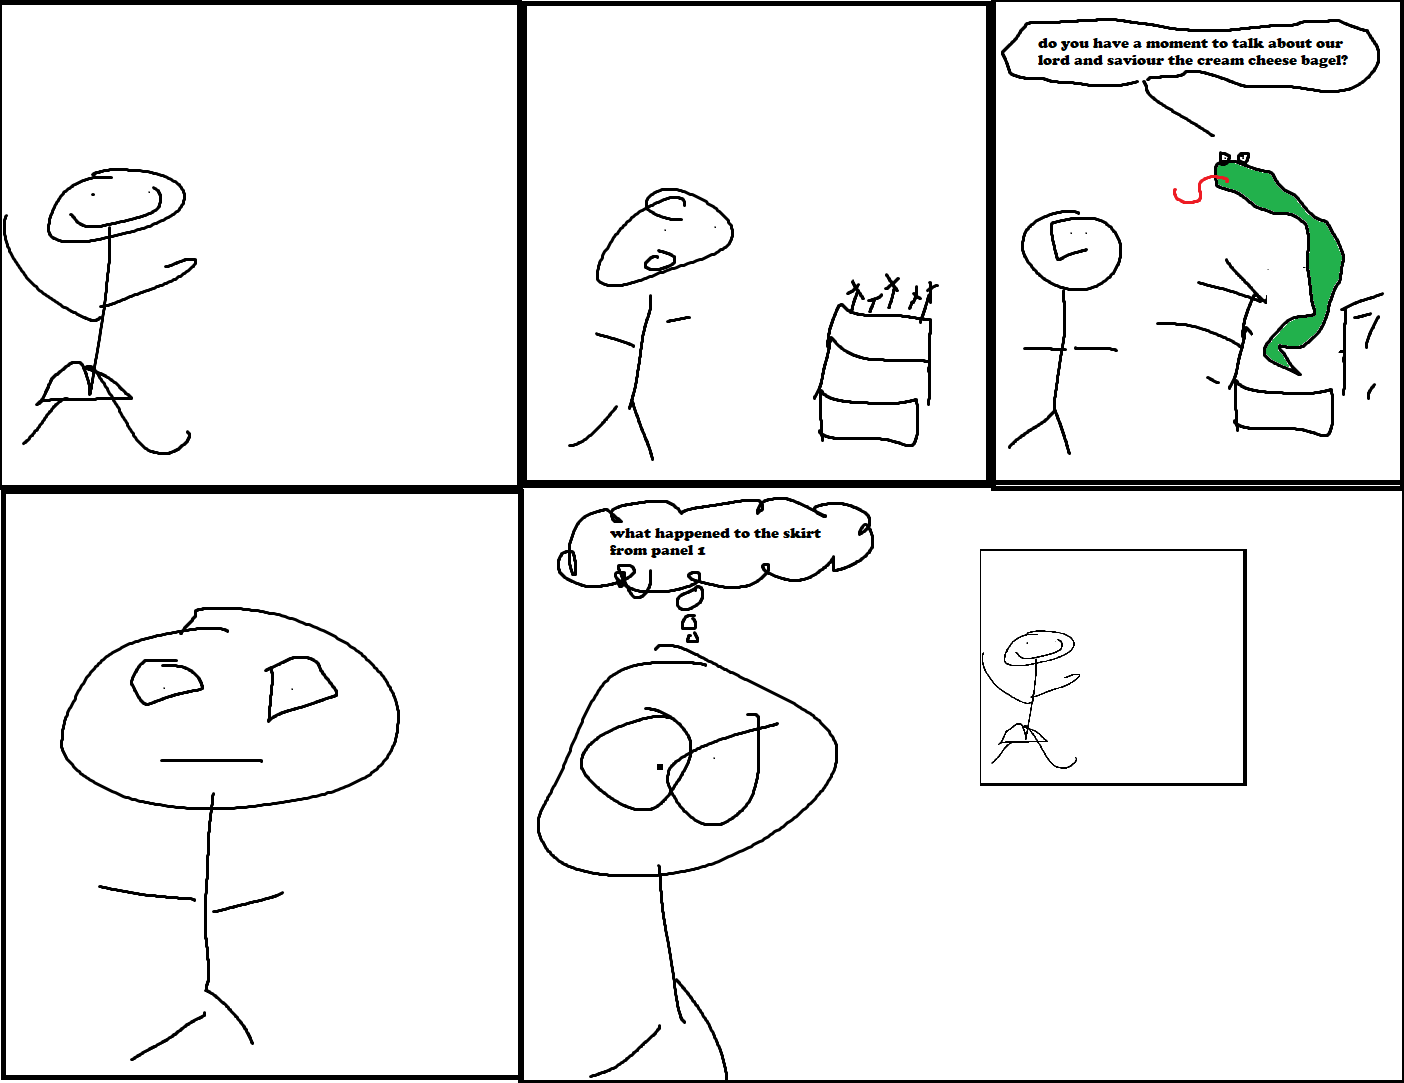 do you have a moment to talk about our
lord and saviour the cream cheese bagel?
what happened to the skirt
from panel 1